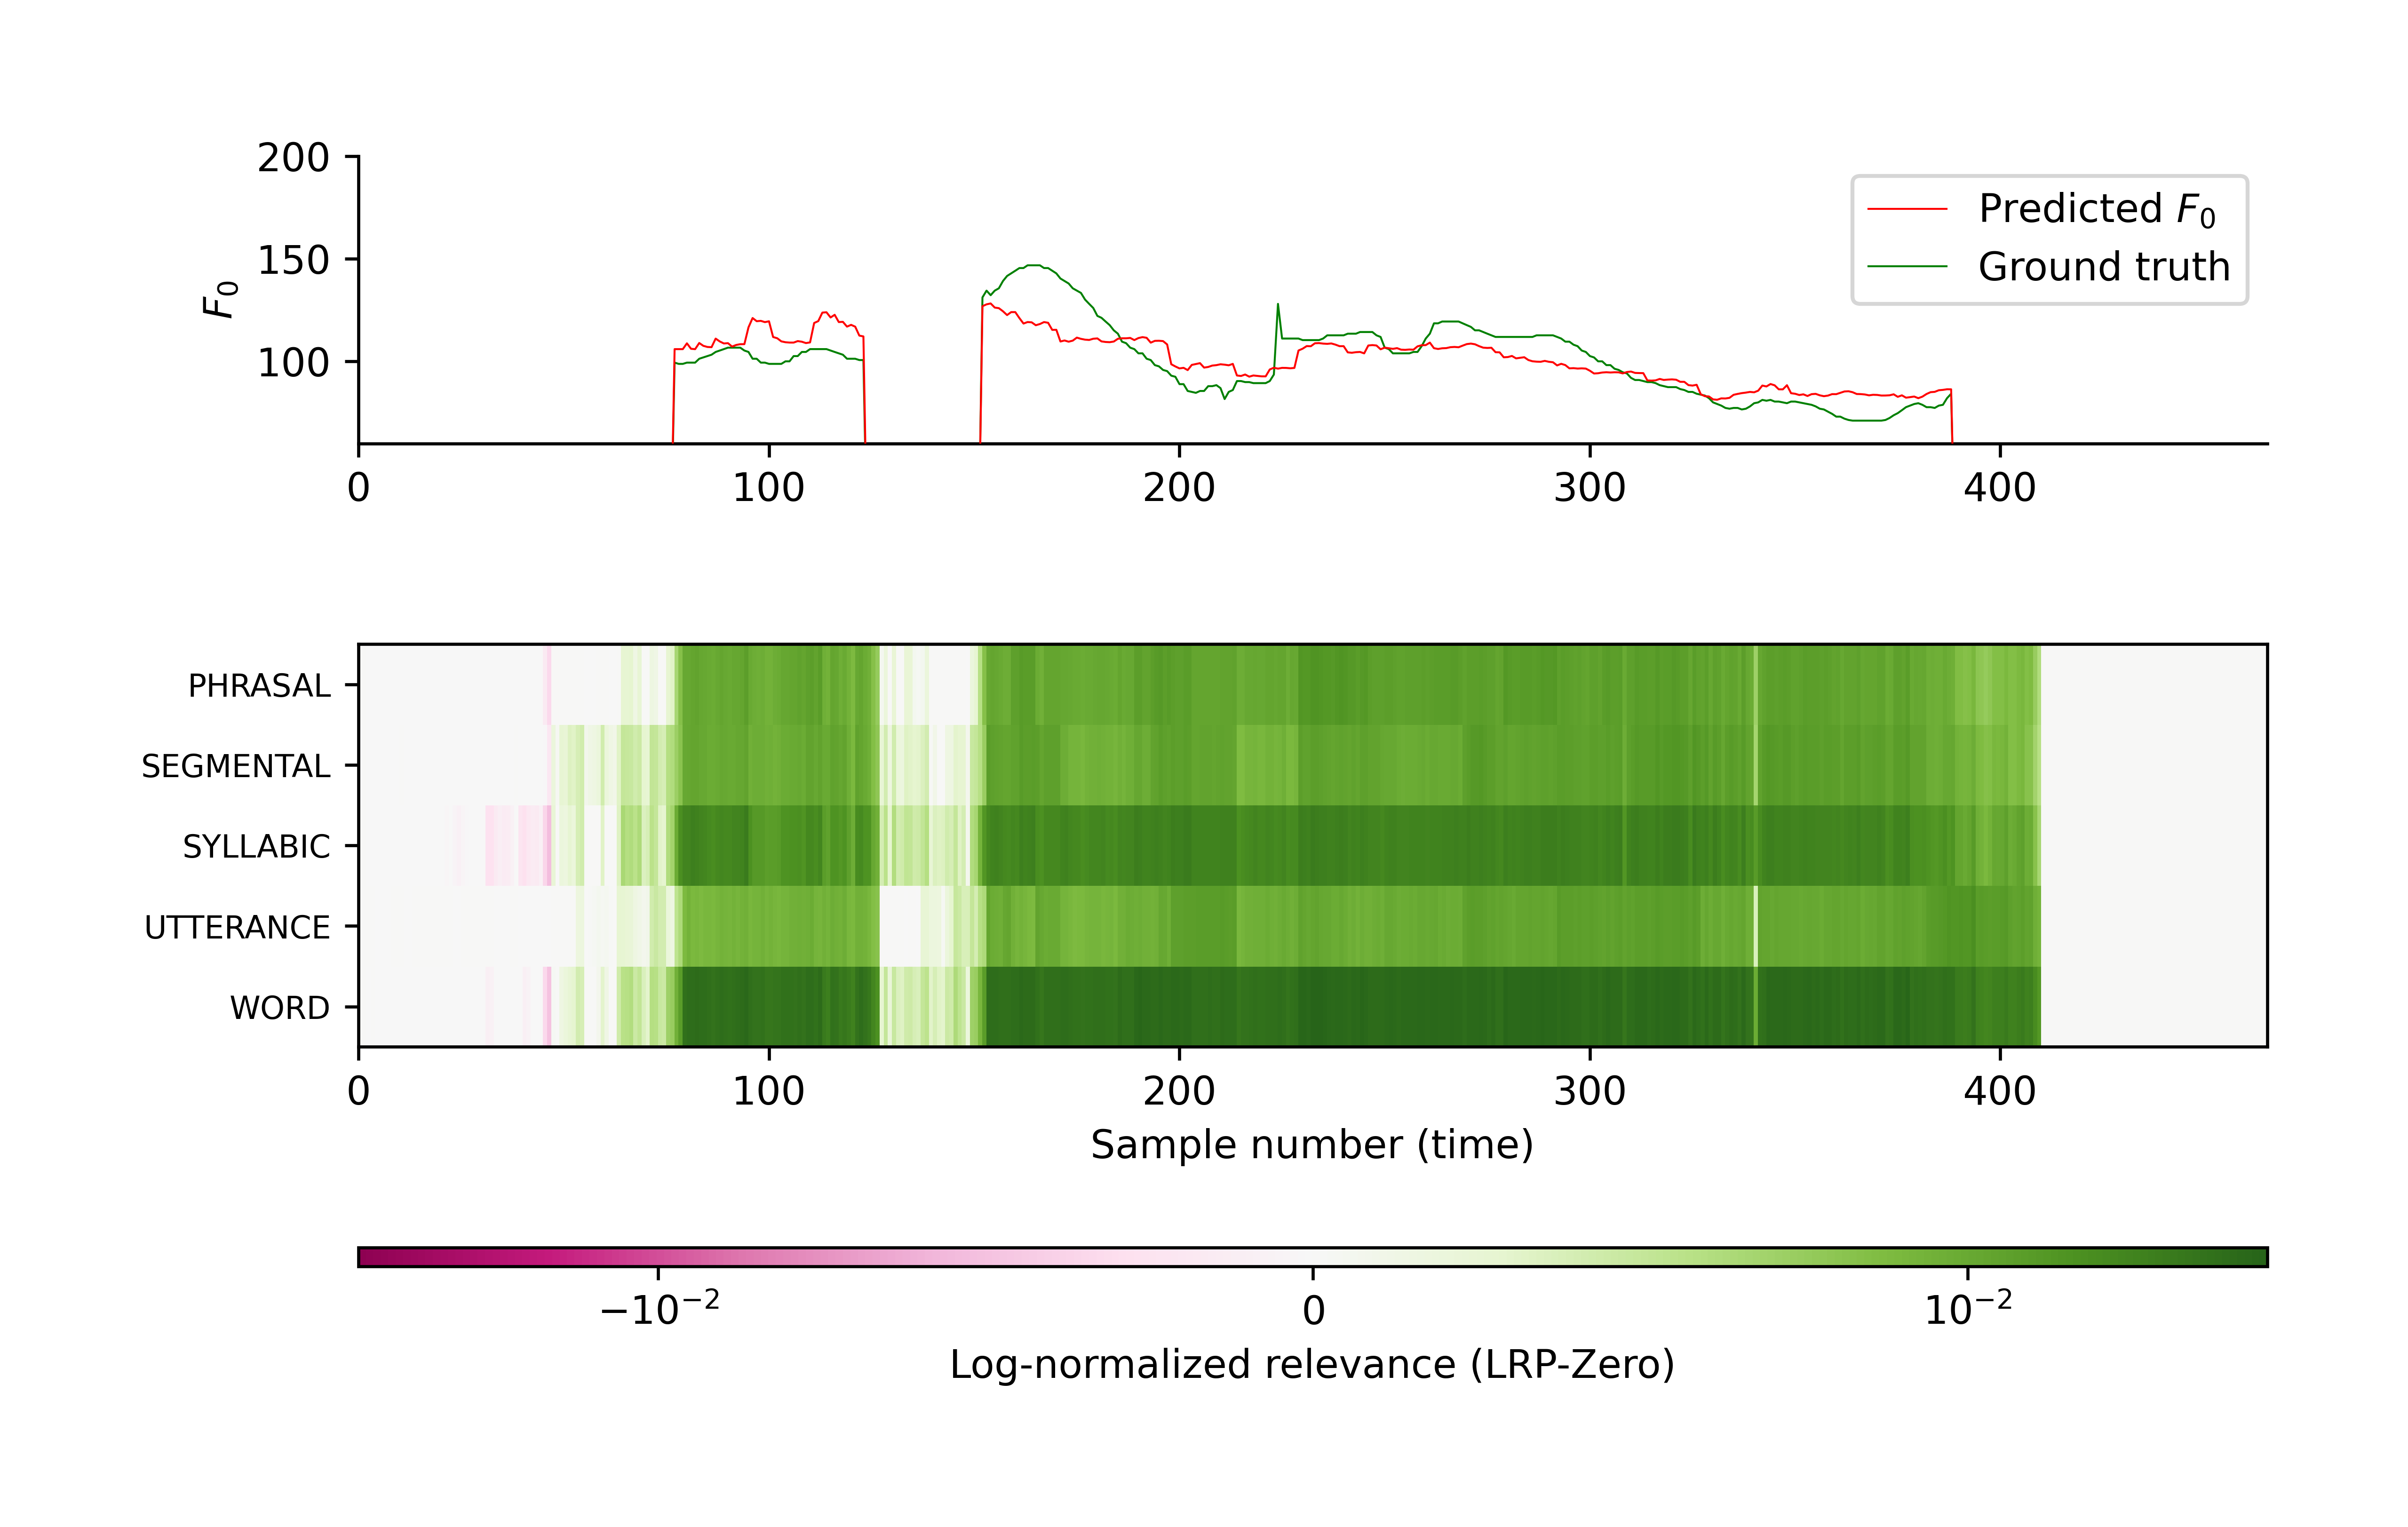 200
150
100
F₀
Predicted F₀
Ground truth
0 100 200 300 400
PHRASAL
SEGMENTAL
SYLLABIC
UTTERANCE
WORD
0 100 200 300 400
Sample number (time)
−10⁻² 0 10⁻²
Log-normalized relevance (LRP-Zero)